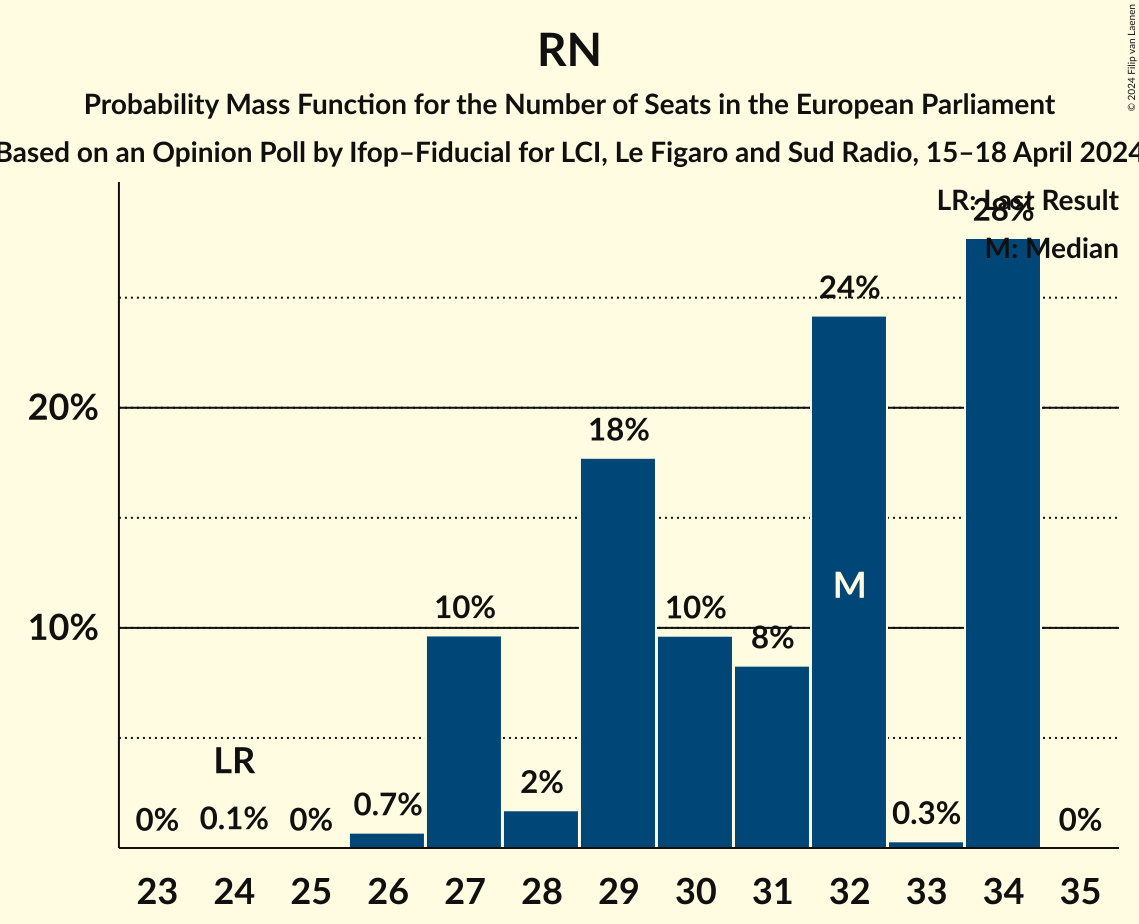 RN
Probability Mass Function for the Number of Seats in the European Parliament
Based on an Opinion Poll by Ifop–Fiducial for LCI, Le Figaro and Sud Radio, 15–18 April 2024
© 2024 Filip van Laenen
LR: Last Result
M: Median
28%
24%
20%
18%
M
10%
10%
10%
8%
LR
2%
0.7%
0%
0.1%
0%
0.3%
0%
23 24 25 26 27 28 29 30 31 32 33 34 35